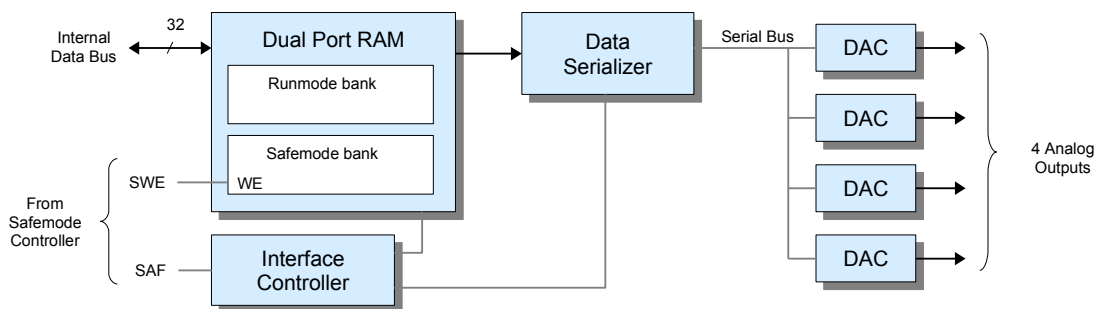 32
Internal
Data Bus
Dual Port RAM
Runmode bank
Safemode bank
WE
Data
Serializer
Serial Bus
DAC
DAC
DAC
DAC
4 Analog
Outputs
From
Safemode
Controller
SWE
SAF
Interface
Controller